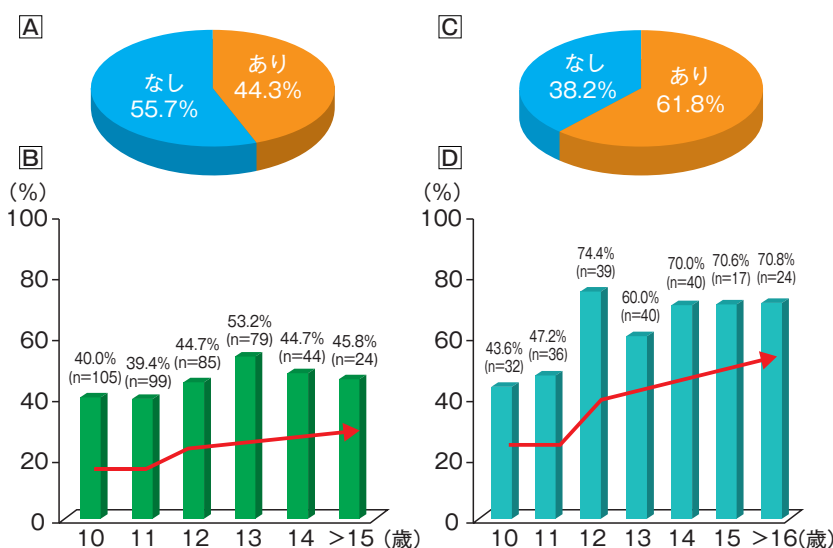 A
なし
55.7%
あり
44.3%
B
(%)
100
80
60
40
20
0
40.0%
(n=105)
39.4%
(n=99)
44.7%
(n=85)
53.2%
(n=79)
44.7%
(n=44)
45.8%
(n=24)
10 11 12 13 14 >15 (歳)
C
なし
38.2%
あり
61.8%
D
(%)
100
80
60
40
20
0
43.6%
(n=32)
47.2%
(n=36)
74.4%
(n=39)
60.0%
(n=40)
70.0%
(n=40)
70.6%
(n=17)
70.8%
(n=24)
10 11 12 13 14 15 >16(歳)